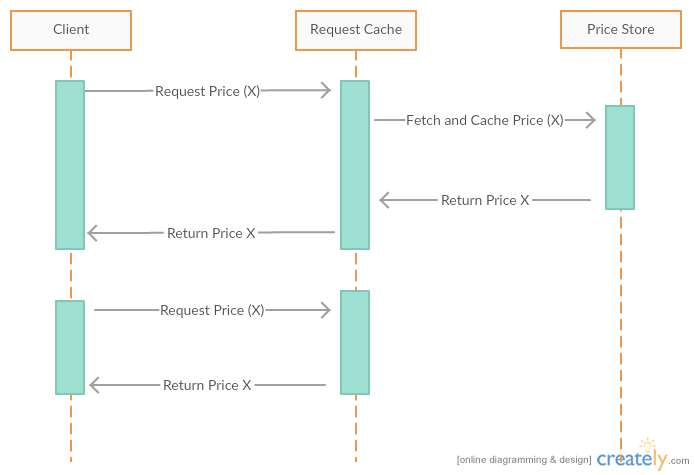 Client
Request Cache
Price Store
Request Price (X)
Fetch and Cache Price (X)
Return Price X
Return Price X
Request Price (X)
Return Price X
[online diagramming & design] creately.com